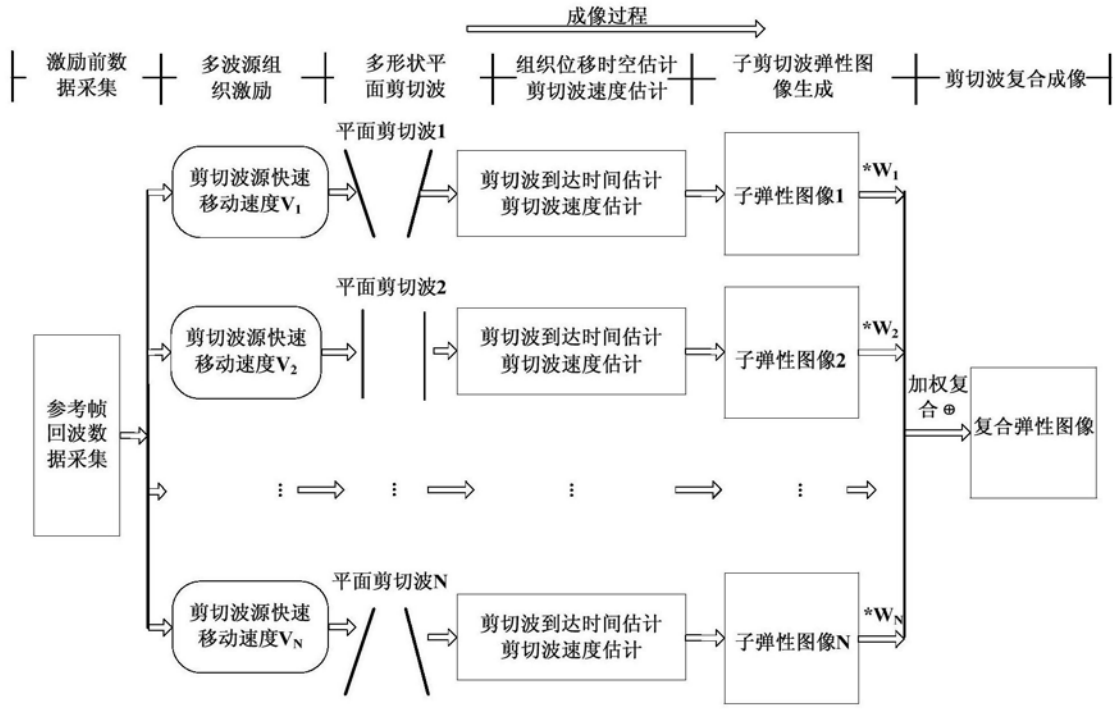 成像过程
激励前数
据采集
多波源组
织激励
多形状平
面剪切波
组织位移时空估计
剪切波速度估计
子剪切波弹性图
像生成
剪切波复合成像
平面剪切波1
剪切波源快速
移动速度V₁
剪切波到达时间估计
剪切波速度估计
子弹性图像1
*W₁
平面剪切波2
剪切波源快速
移动速度V₂
剪切波到达时间估计
剪切波速度估计
子弹性图像2
*W₂
参考帧
回波数
据采集
加权复
合⊕
复合弹性图像
⋮
⋮
⋮
⋮
平面剪切波N
剪切波源快速
移动速度V_N
剪切波到达时间估计
剪切波速度估计
子弹性图像N
*W_N